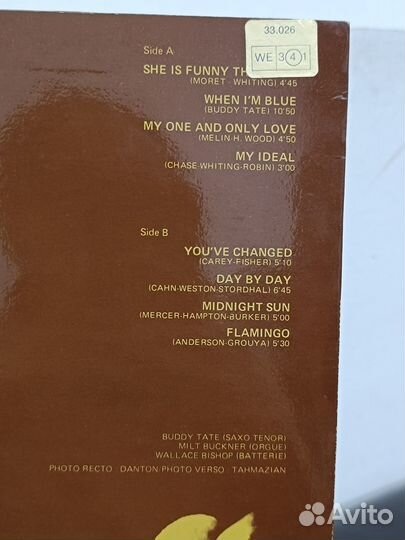 33.026
WE 3 4 1
Side A
SHE IS FUNNY
(MORET - WHITING) 4'45
WHEN I'M BLUE
(BUDDY TATE) 10'50
MY ONE AND ONLY LOVE
(MELIN-H. WOOD) 4'50
MY IDEAL
(CHASE-WHITING-ROBIN) 3'00
Side B
YOU'VE CHANGED
(CAREY-FISHER) 5'10
DAY BY DAY
(CAHN-WESTON-STORDHAL) 6'45
MIDNIGHT SUN
(MERCER-HAMPTON-BURKER) 5'00
FLAMINGO
(ANDERSON-GROUYA) 5'30
BUDDY TATE (SAXO TENOR)
MILT BUCKNER (ORGUE)
WALLACE BISHOP (BATTERIE)
PHOTO RECTO : DANTON/PHOTO VERSO : TAHMAZIAN
Avito